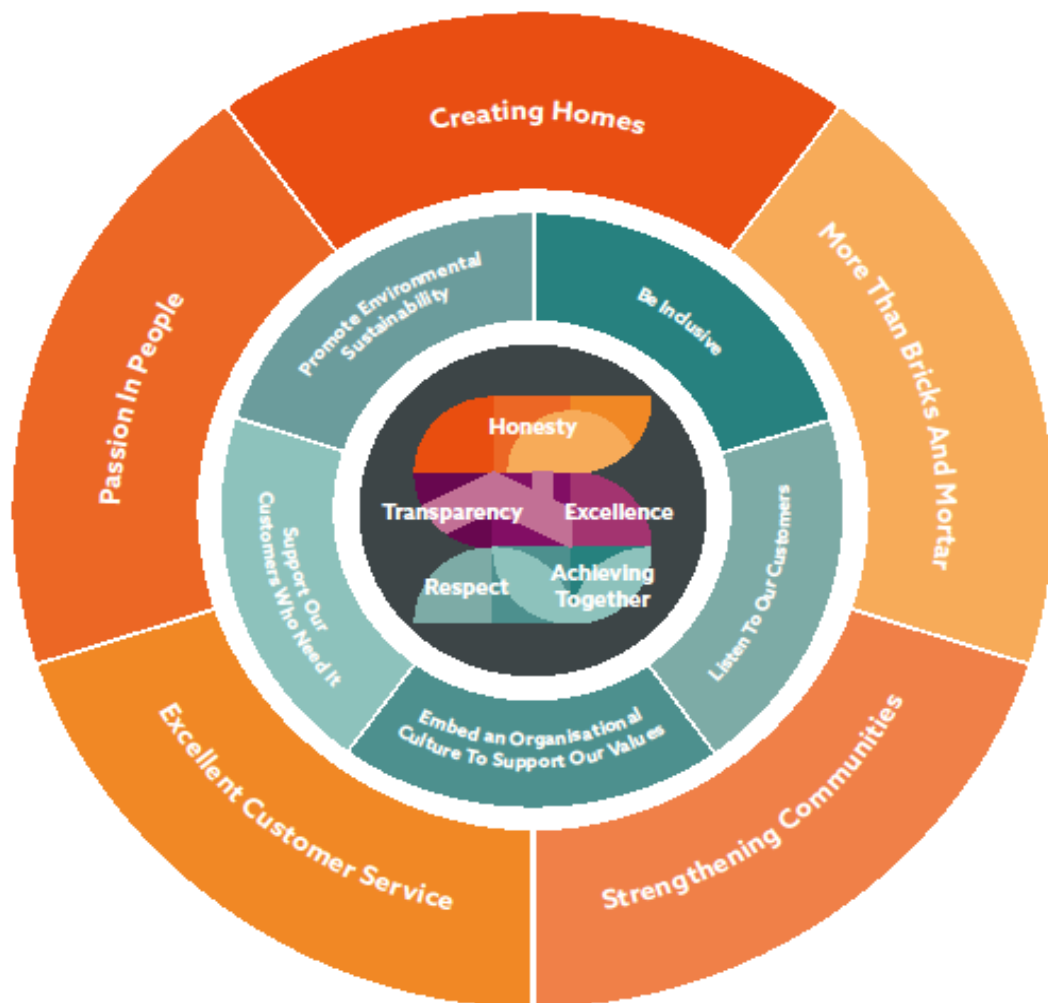 Creating Homes
More Than Bricks And Mortar
Strengthening Communities
Excellent Customer Service
Passion In People
Be Inclusive
Listen To Our Customers
Embed an Organisational
Culture To Support Our Values
Support Our
Customers Who Need It
Promote Environmental
Sustainability
Honesty
Transparency
Excellence
Respect
Achieving
Together